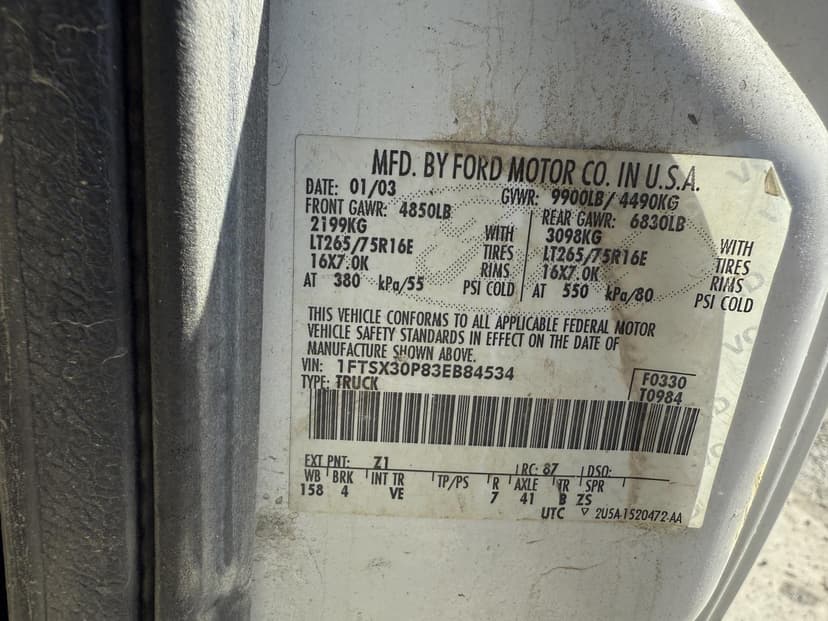 MFD. BY FORD MOTOR CO. IN U.S.A.
DATE: 01/03 GVWR: 9900LB/ 4490KG
FRONT GAWR: 4850LB REAR GAWR: 6830LB
2199KG WITH 3098KG WITH
LT265/75R16E TIRES LT265/75R16E TIRES
16X7.0K RIMS 16X7.0K RIMS
AT 380 kPa/55 PSI COLD AT 550 kPa/80 PSI COLD
THIS VEHICLE CONFORMS TO ALL APPLICABLE FEDERAL MOTOR
VEHICLE SAFETY STANDARDS IN EFFECT ON THE DATE OF
MANUFACTURE SHOWN ABOVE.
VIN: 1FTSX30P83EB84534 F0330
TYPE: TRUCK T0984
EXT PNT: Z1 RC: 87 DSO:
WB BRK INT TR TP/PS R AXLE TR SPR
158 4 VE 7 41 B ZS
UTC ▽ 2U5A-1520472-AA